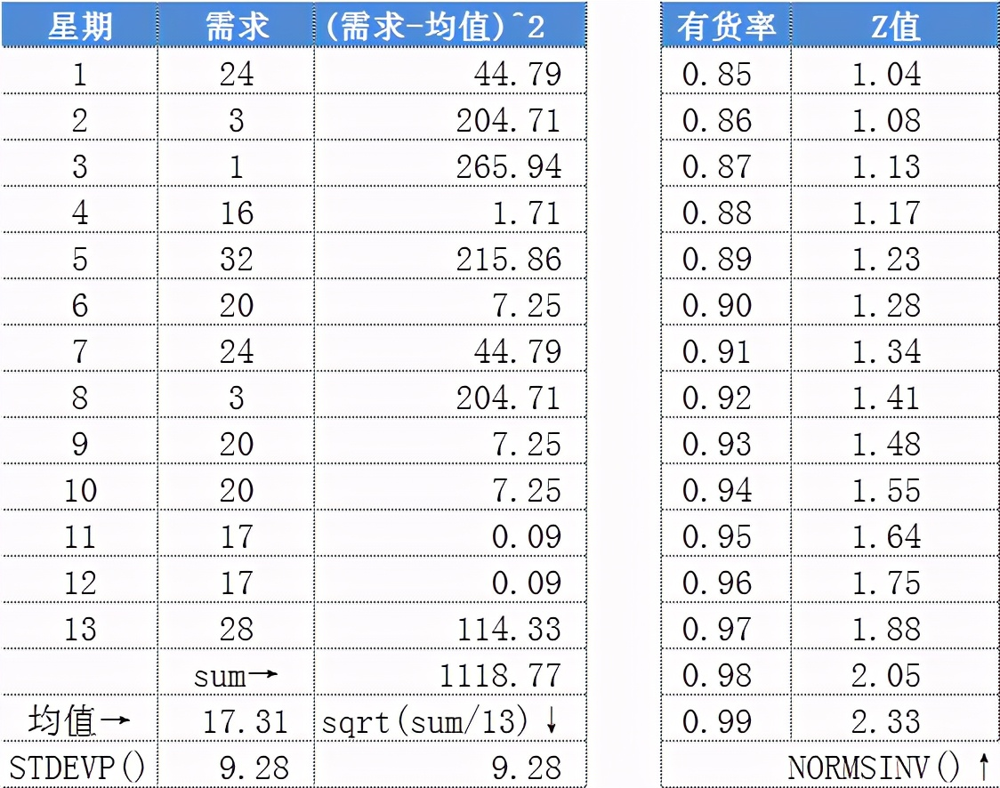 星期 需求 (需求-均值)^2 有货率 Z值
1 24 44.79 0.85 1.04
2 3 204.71 0.86 1.08
3 1 265.94 0.87 1.13
4 16 1.71 0.88 1.17
5 32 215.86 0.89 1.23
6 20 7.25 0.90 1.28
7 24 44.79 0.91 1.34
8 3 204.71 0.92 1.41
9 20 7.25 0.93 1.48
10 20 7.25 0.94 1.55
11 17 0.09 0.95 1.64
12 17 0.09 0.96 1.75
13 28 114.33 0.97 1.88
sum→ 1118.77 0.98 2.05
均值→ 17.31 sqrt(sum/13)↓ 0.99 2.33
STDEVP() 9.28 9.28 NORMSINV()↑